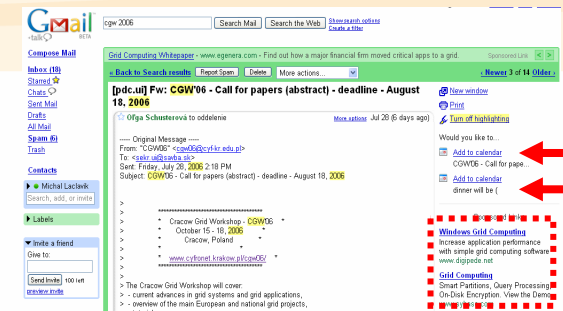 Gmail
talk BETA
cgw 2006
Search Mail
Search the Web
Show search options
Create a filter
Compose Mail
Inbox (18)
Starred
Chats
Sent Mail
Drafts
All Mail
Spam (6)
Trash
Contacts
Michal Laclavik
Search, add, or invite
Labels
Invite a friend
Give to:
Send Invite 100 left
preview invite
Grid Computing Whitepaper - www.egenera.com - Find out how a major financial firm moved critical apps to a grid.
Sponsored Link < >
« Back to Search results
Report Spam
Delete
More actions...
‹ Newer 3 of 14 Older ›
[pdc.ui] Fw: CGW'06 - Call for papers (abstract) - deadline - August
18, 2006
Oľga Schusterová to oddelenie
More options Jul 28 (6 days ago)
----- Original Message -----
From: "CGW06" <cgw06@cyf-kr.edu.pl>
To: <sekr.ui@savba.sk>
Sent: Friday, July 28, 2006 2:18 PM
Subject: CGW'06 - Call for papers (abstract) - deadline - August 18, 2006
>
> ****************************************
> * Cracow Grid Workshop - CGW'06 *
> * October 15 - 18, 2006 *
> * Cracow, Poland *
> * *
> * www.cyfronet.krakow.pl/cgw06/ *
> ****************************************
>
> The Cracow Grid Workshop will cover:
> - current advances in grid systems and grid applications,
> - overview of the main European and national grid projects,
New window
Print
Turn off highlighting
Would you like to...
Add to calendar
CGW'06 - Call for pape...
Add to calendar
dinner will be (
Sponsored Links
Windows Grid Computing
Increase application performance
with simple grid computing software
www.digipede.net
Grid Computing
Smart Partitions, Query Processing,
On-Disk Encryption. View the Demo